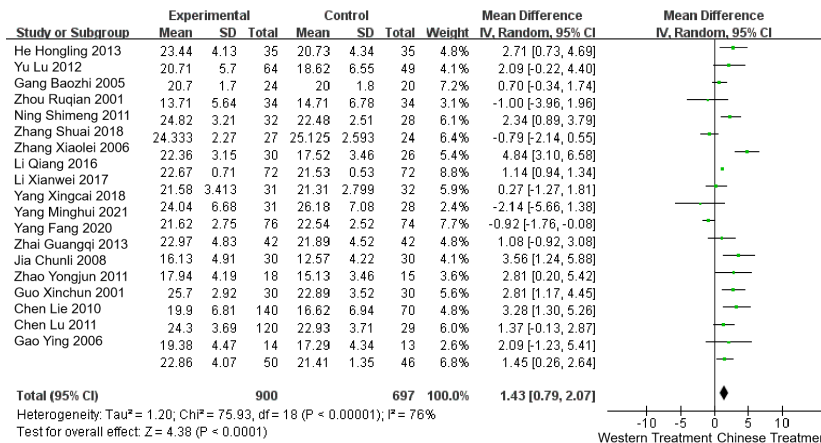 Experimental Control Mean Difference Mean Difference
Study or Subgroup Mean SD Total Mean SD Total Weight IV, Random, 95% CI IV, Random, 95% CI
He Hongling 2013 23.44 4.13 35 20.73 4.34 35 4.8% 2.71 [0.73, 4.69]
Yu Lu 2012 20.71 5.7 64 18.62 6.55 49 4.2% 2.09 [-0.22, 4.40]
Gang Baozhi 2005 20.7 1.7 24 20 1.8 20 7.2% 0.70 [-0.34, 1.74]
Zhou Ruqian 2001 13.71 5.64 34 14.71 6.78 34 3.1% -1.00 [-3.96, 1.96]
Ning Shimeng 2011 24.82 3.21 32 22.48 2.51 28 6.0% 2.34 [0.89, 3.79]
Zhang Shuai 2018 24.333 2.27 27 25.125 2.593 24 6.2% -0.79 [-2.14, 0.55]
Zhang Xiaolei 2006 22.36 3.15 30 17.52 3.46 26 5.3% 4.84 [3.10, 6.58]
Li Qiang 2016 22.67 0.71 72 21.53 0.53 72 8.8% 1.14 [0.94, 1.34]
Li Xianwei 2017 21.58 3.413 31 21.31 2.799 32 5.8% 0.27 [-1.27, 1.81]
Yang Xingcai 2018 24.04 6.68 31 26.18 7.08 28 2.5% -2.14 [-5.66, 1.38]
Yang Minghui 2021 21.62 2.75 76 22.54 2.52 74 7.7% -0.92 [-1.76, -0.08]
Yang Fang 2020 22.97 4.83 42 21.89 4.52 42 4.8% 1.08 [-0.92, 3.08]
Zhai Guangqi 2013 16.13 4.91 30 12.57 4.22 30 4.2% 3.56 [1.24, 5.88]
Jia Chunli 2008 17.94 4.19 18 15.13 3.46 15 3.7% 2.81 [0.20, 5.42]
Zhao Yongjun 2011 25.7 2.92 30 22.89 3.52 30 5.5% 2.81 [1.17, 4.45]
Guo Xinchun 2001 19.9 6.81 140 16.62 6.94 70 4.8% 3.28 [1.30, 5.26]
Chen Lie 2010 24.3 3.69 120 22.93 3.71 29 5.9% 1.37 [-0.13, 2.87]
Chen Lu 2011 19.38 4.47 14 17.29 4.34 13 2.9% 2.09 [-1.23, 5.41]
Gao Ying 2006 22.86 4.07 50 21.41 1.35 46 6.6% 1.45 [0.26, 2.64]
Total (95% CI) 900 697 100.0% 1.43 [0.79, 2.07]
Heterogeneity: Tau² = 1.20; Chi² = 75.93, df = 18 (P < 0.00001); I² = 76%
Test for overall effect: Z = 4.38 (P < 0.0001)
-10 -5 0 5 10
Western Treatment Chinese Treatment